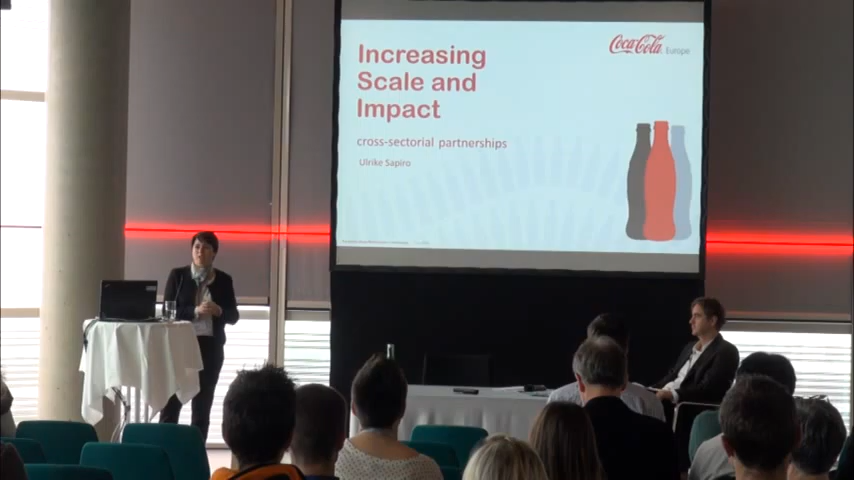 Increasing
Scale and
Impact
Coca-Cola Europe
cross-sectorial partnerships
Ulrike Sapiro